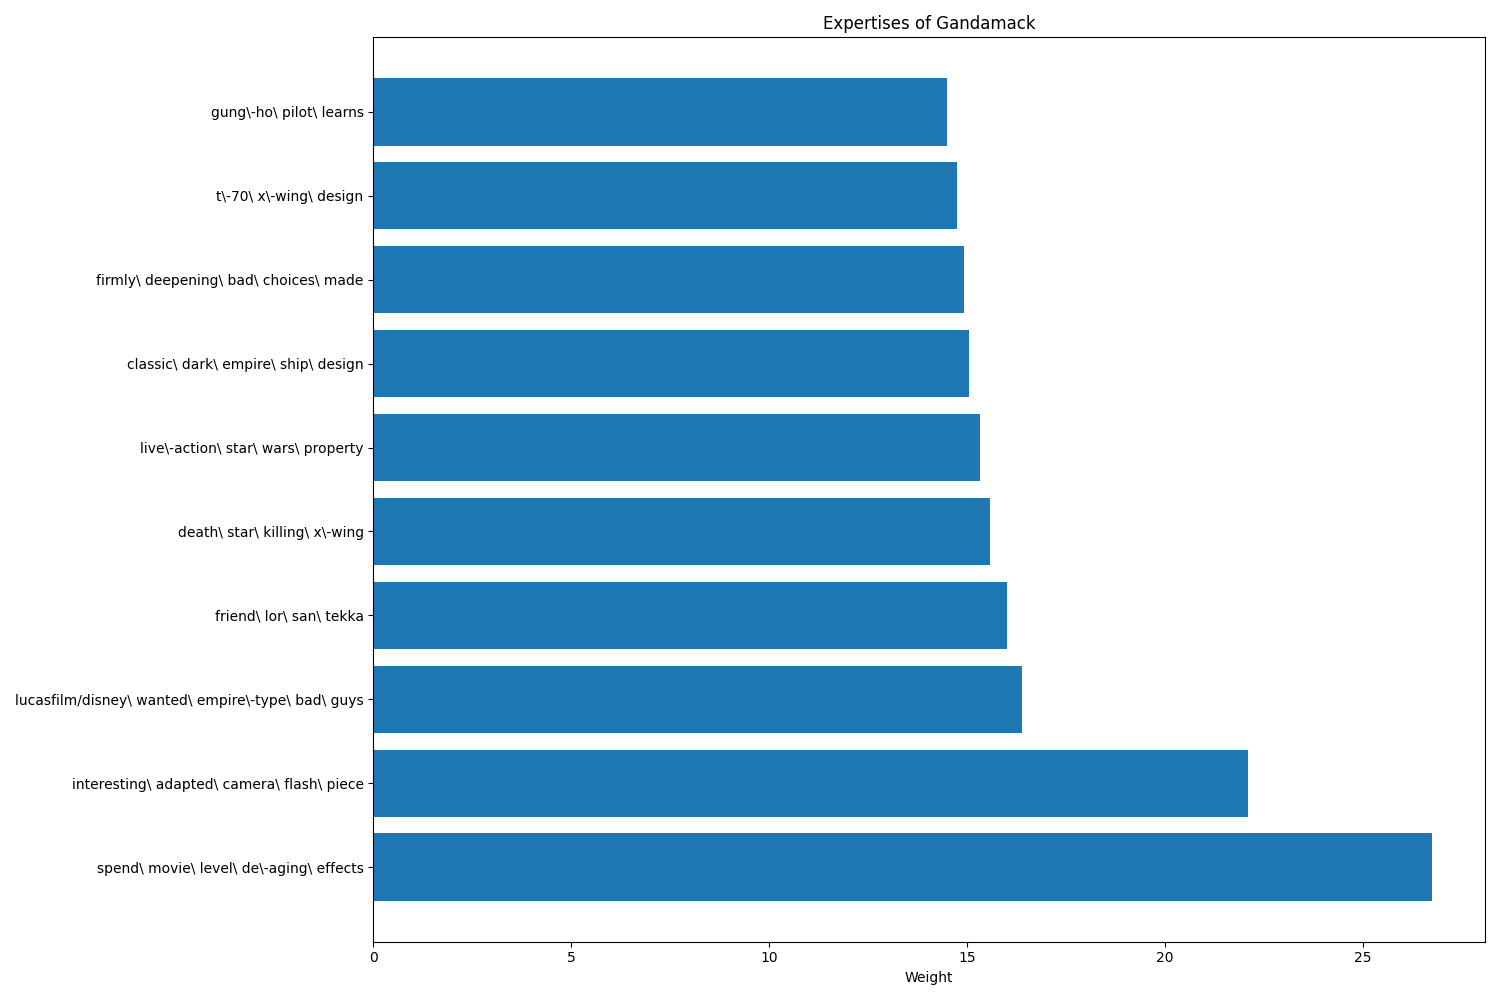 Expertises of Gandamack
gung\-ho\ pilot\ learns
t\-70\ x\-wing\ design
firmly\ deepening\ bad\ choices\ made
classic\ dark\ empire\ ship\ design
live\-action\ star\ wars\ property
death\ star\ killing\ x\-wing
friend\ lor\ san\ tekka
lucasfilm/disney\ wanted\ empire\-type\ bad\ guys
interesting\ adapted\ camera\ flash\ piece
spend\ movie\ level\ de\-aging\ effects
0 5 10 15 20 25
Weight